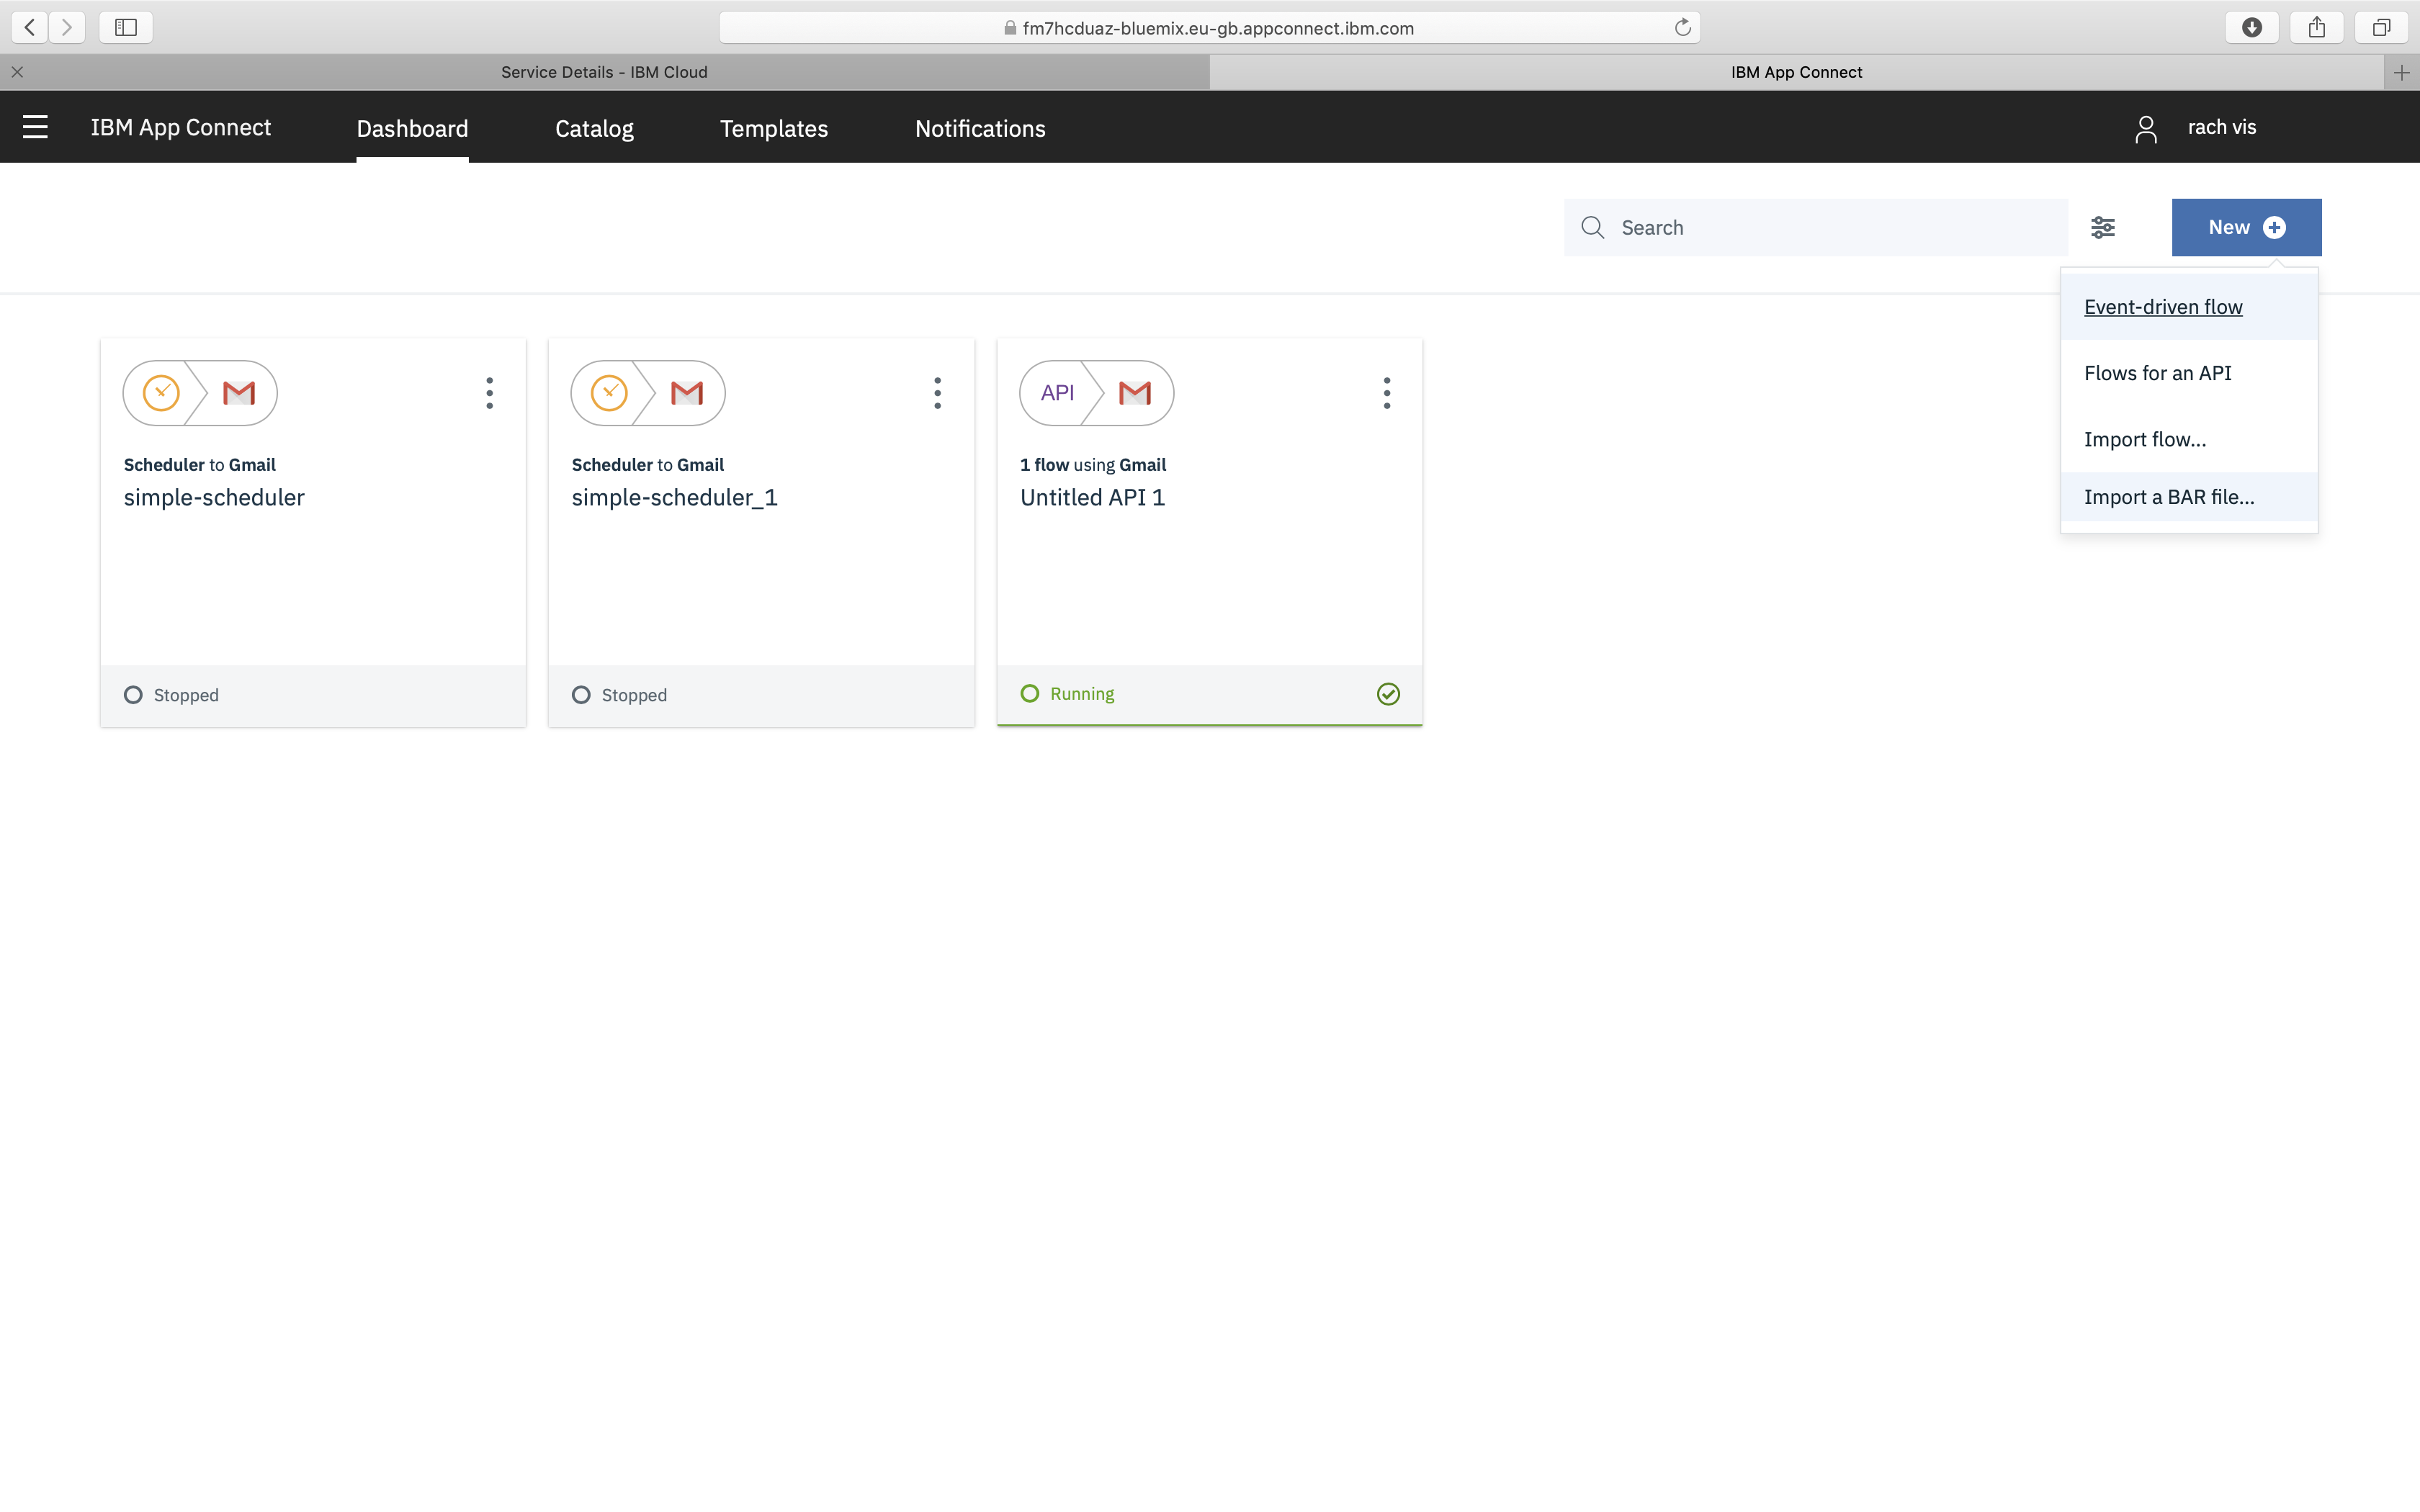 fm7hcduaz-bluemix.eu-gb.appconnect.ibm.com
Service Details - IBM Cloud
IBM App Connect
IBM App Connect
Dashboard
Catalog
Templates
Notifications
rach vis
Search
New
Event-driven flow
Flows for an API
Import flow...
Import a BAR file...
Scheduler to Gmail
simple-scheduler
Stopped
Scheduler to Gmail
simple-scheduler_1
Stopped
API
1 flow using Gmail
Untitled API 1
Running